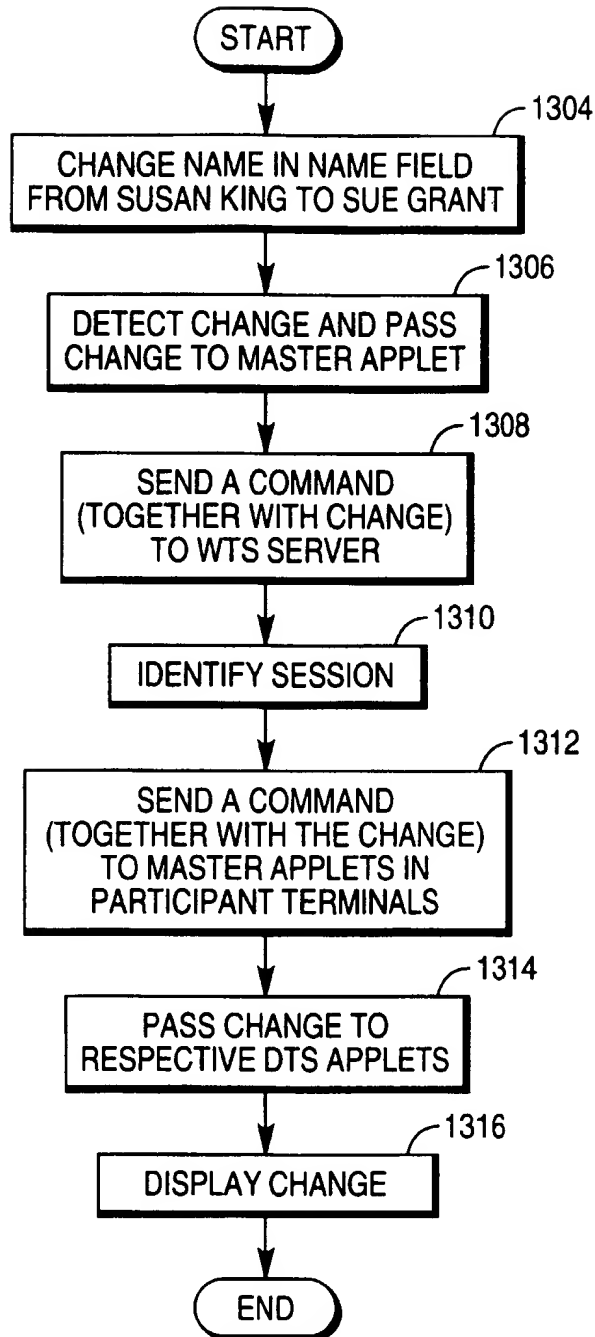 START
1304
CHANGE NAME IN NAME FIELD
FROM SUSAN KING TO SUE GRANT
1306
DETECT CHANGE AND PASS
CHANGE TO MASTER APPLET
1308
SEND A COMMAND
(TOGETHER WITH CHANGE)
TO WTS SERVER
1310
IDENTIFY SESSION
1312
SEND A COMMAND
(TOGETHER WITH THE CHANGE)
TO MASTER APPLETS IN
PARTICIPANT TERMINALS
1314
PASS CHANGE TO
RESPECTIVE DTS APPLETS
1316
DISPLAY CHANGE
END